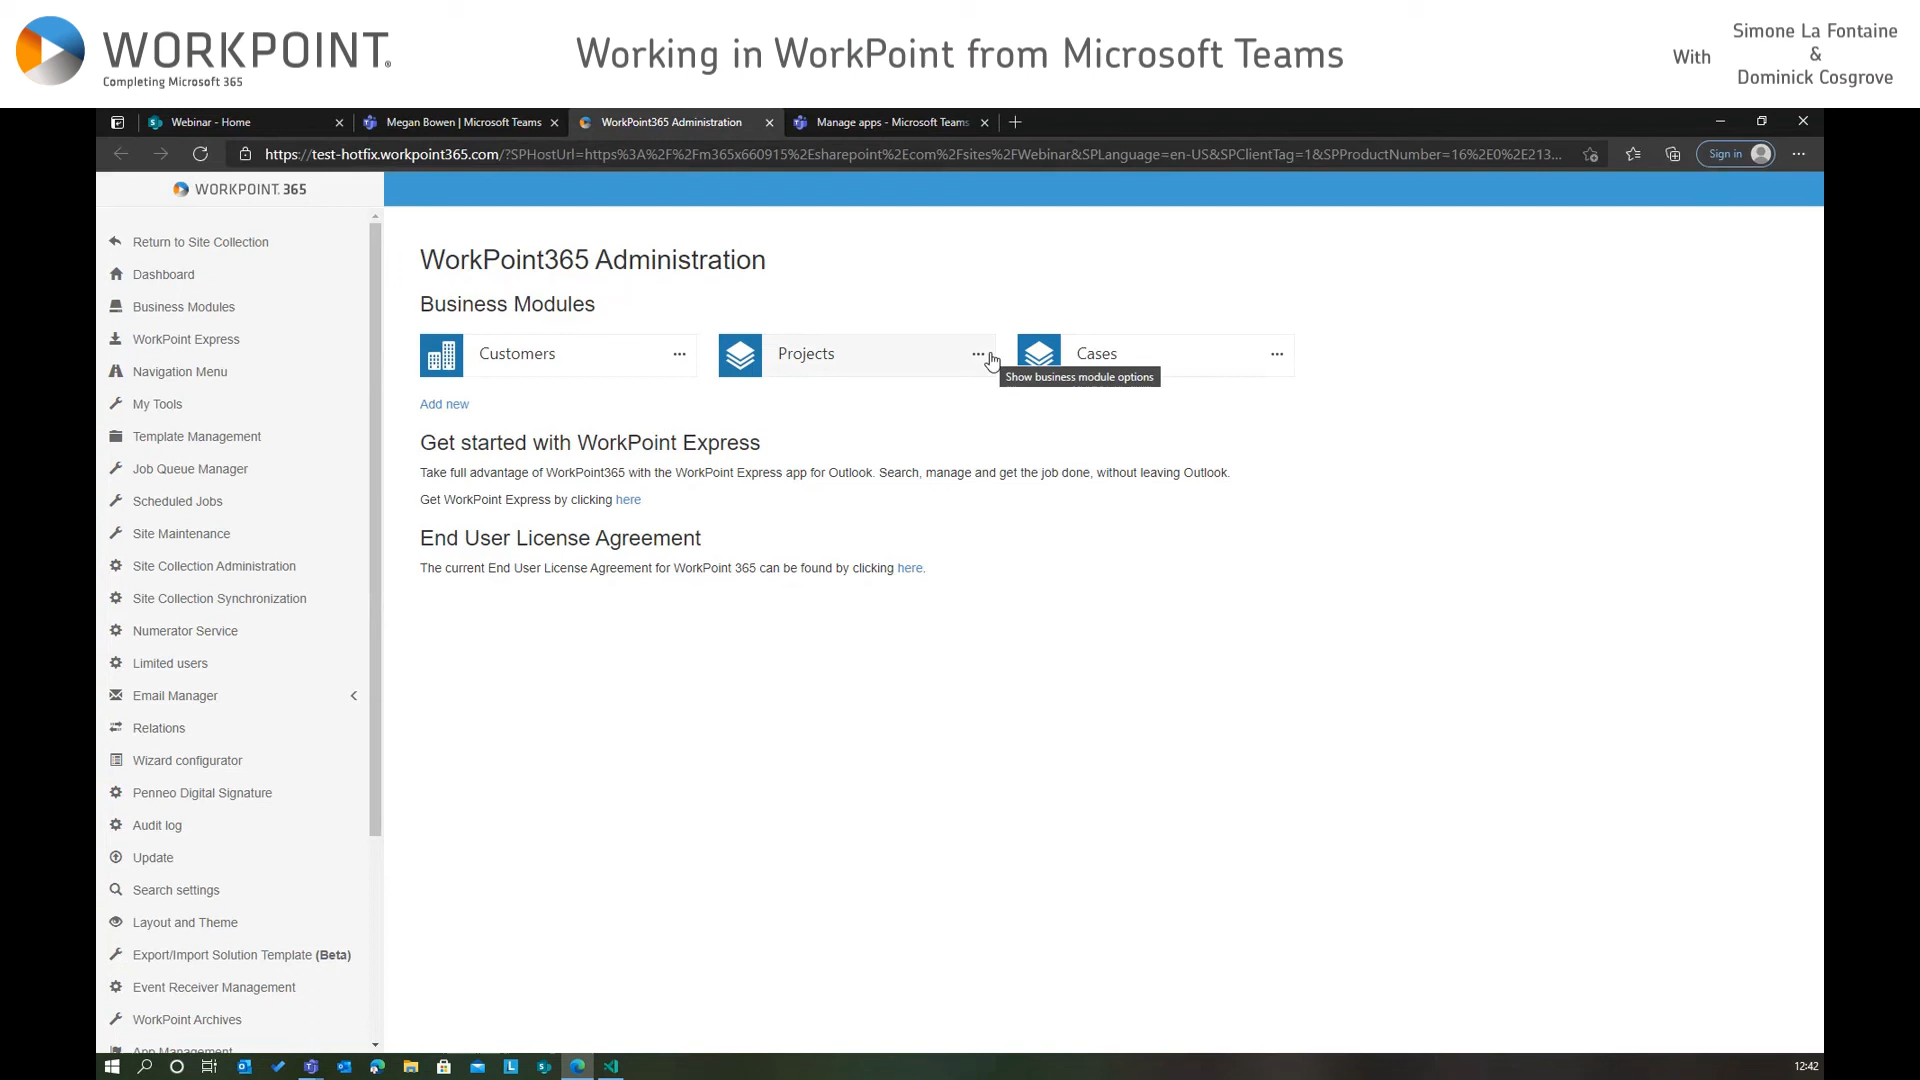 WORKPOINT.
Completing Microsoft 365
Working in WorkPoint from Microsoft Teams
With
Simone La Fontaine
&
Dominick Cosgrove
Webinar - Home
Megan Bowen | Microsoft Teams
WorkPoint365 Administration
Manage apps - Microsoft Teams
https://test-hotfix.workpoint365.com/?SPHostUrl=https%3A%2F%2Fm365x660915%2Esharepoint%2Ecom%2Fsites%2FWebinar&SPLanguage=en-US&SPClientTag=1&SPProductNumber=16%2E0%2E213...
Sign in
WORKPOINT 365
Return to Site Collection
Dashboard
Business Modules
WorkPoint Express
Navigation Menu
My Tools
Template Management
Job Queue Manager
Scheduled Jobs
Site Maintenance
Site Collection Administration
Site Collection Synchronization
Numerator Service
Limited users
Email Manager
Relations
Wizard configurator
Penneo Digital Signature
Audit log
Update
Search settings
Layout and Theme
Export/Import Solution Template (Beta)
Event Receiver Management
WorkPoint Archives
App Management
WorkPoint365 Administration
Business Modules
Customers
Projects
Cases
Show business module options
Add new
Get started with WorkPoint Express
Take full advantage of WorkPoint365 with the WorkPoint Express app for Outlook. Search, manage and get the job done, without leaving Outlook.
Get WorkPoint Express by clicking here
End User License Agreement
The current End User License Agreement for WorkPoint 365 can be found by clicking here.
12:42